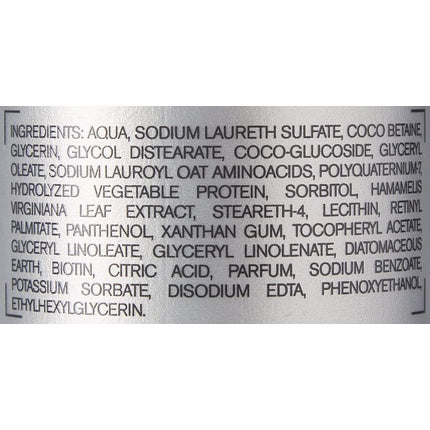 INGREDIENTS: AQUA, SODIUM LAURETH SULFATE, COCO BETAINE,
GLYCERIN, GLYCOL DISTEARATE, COCO-GLUCOSIDE, GLYCERYL
OLEATE, SODIUM LAUROYL OAT AMINOACIDS, POLYQUATERNIUM-7,
HYDROLYZED VEGETABLE PROTEIN, SORBITOL, HAMAMELIS
VIRGINIANA LEAF EXTRACT, STEARETH-4, LECITHIN, RETINYL
PALMITATE, PANTHENOL, XANTHAN GUM, TOCOPHERYL ACETATE,
GLYCERYL LINOLEATE, GLYCERYL LINOLENATE, DIATOMACEOUS
EARTH, BIOTIN, CITRIC ACID, PARFUM, SODIUM BENZOATE,
POTASSIUM SORBATE, DISODIUM EDTA, PHENOXYETHANOL,
ETHYLHEXYLGLYCERIN.